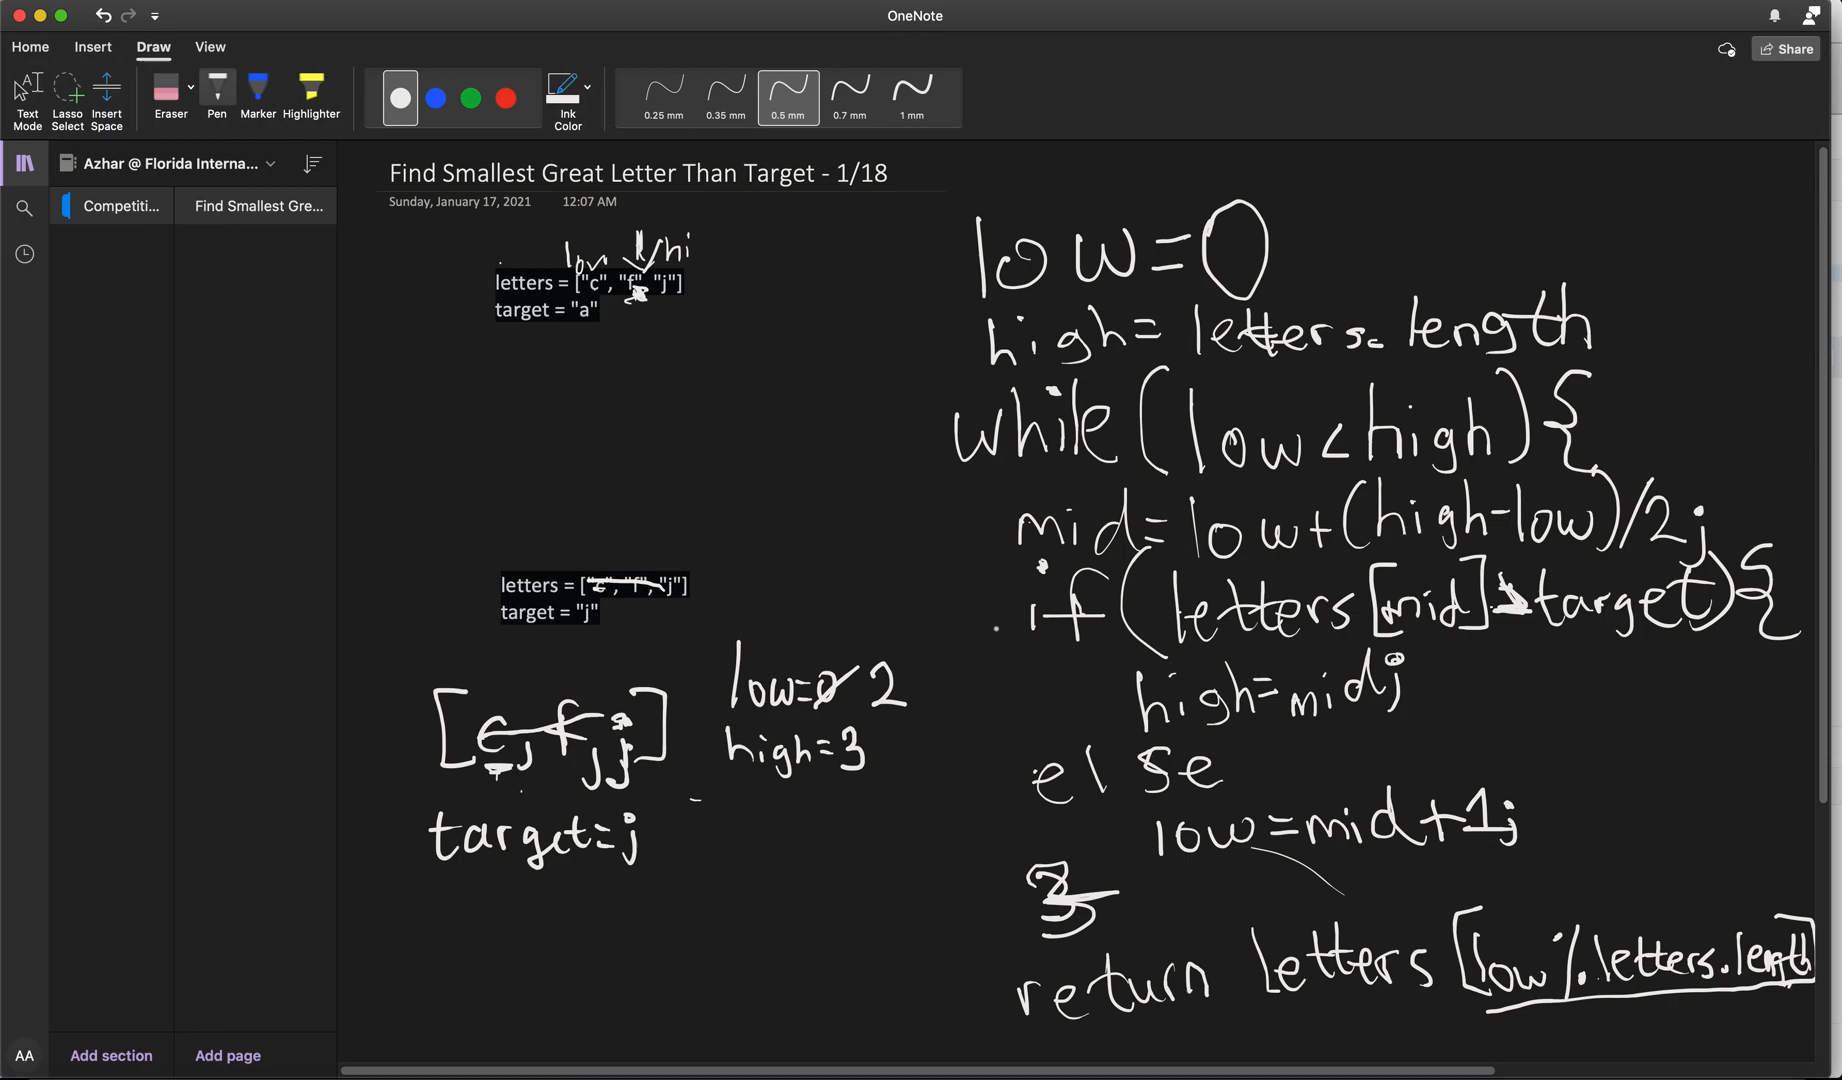 OneNote
Home Insert Draw View
Share
Text Mode
Lasso Select
Insert Space
Eraser
Pen
Marker
Highlighter
Ink Color
0.25 mm
0.35 mm
0.5 mm
0.7 mm
1 mm
Azhar @ Florida Interna...
Competiti...
Find Smallest Gre...
Find Smallest Great Letter Than Target - 1/18
Sunday, January 17, 2021 12:07 AM
low hi
letters = ["c", "f", "j"]
target = "a"
letters = ["c", "f", "j"]
target = "j"
[c, f, j]
target=j
low=0 2
high=3
low=0
high=letters.length
while(low<high){
mid=low+(high-low)/2;
if(letters[mid]>target){
high=mid;
else
low=mid+1;
}
return letters[low%letters.length]
AA
Add section
Add page